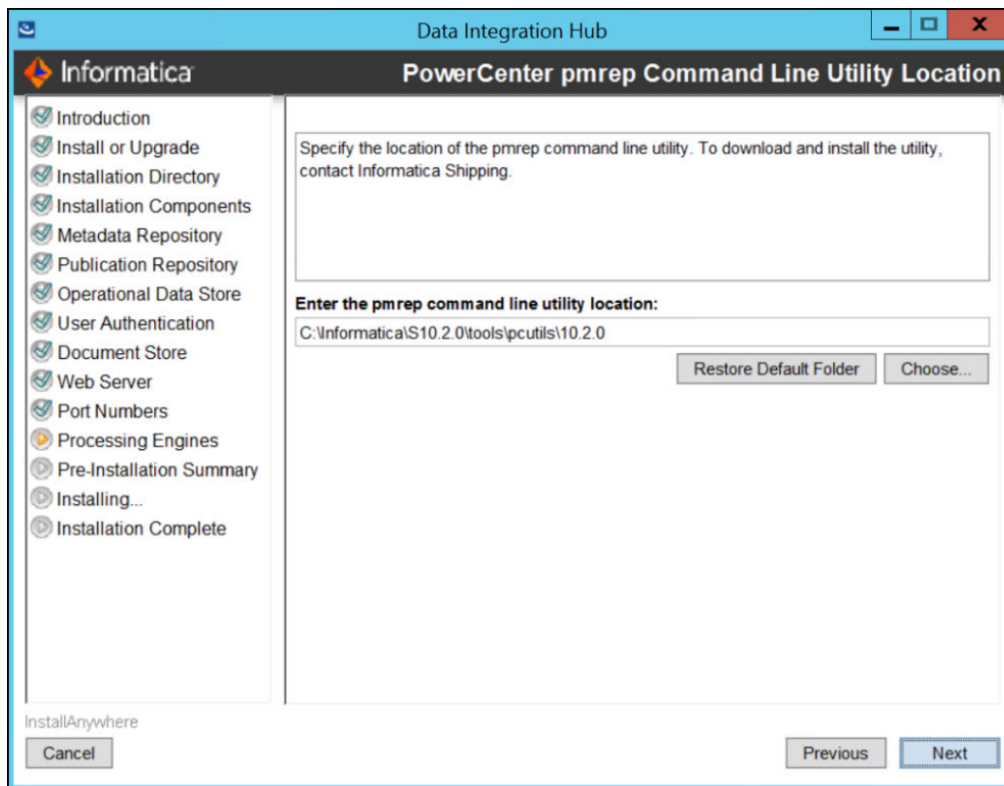 Data Integration Hub
Informatica
PowerCenter pmrep Command Line Utility Location
Introduction
Install or Upgrade
Installation Directory
Installation Components
Metadata Repository
Publication Repository
Operational Data Store
User Authentication
Document Store
Web Server
Port Numbers
Processing Engines
Pre-Installation Summary
Installing...
Installation Complete
Specify the location of the pmrep command line utility. To download and install the utility,
contact Informatica Shipping.
Enter the pmrep command line utility location:
C:\Informatica\S10.2.0\tools\pcutils\10.2.0
Restore Default Folder
Choose...
InstallAnywhere
Cancel
Previous
Next